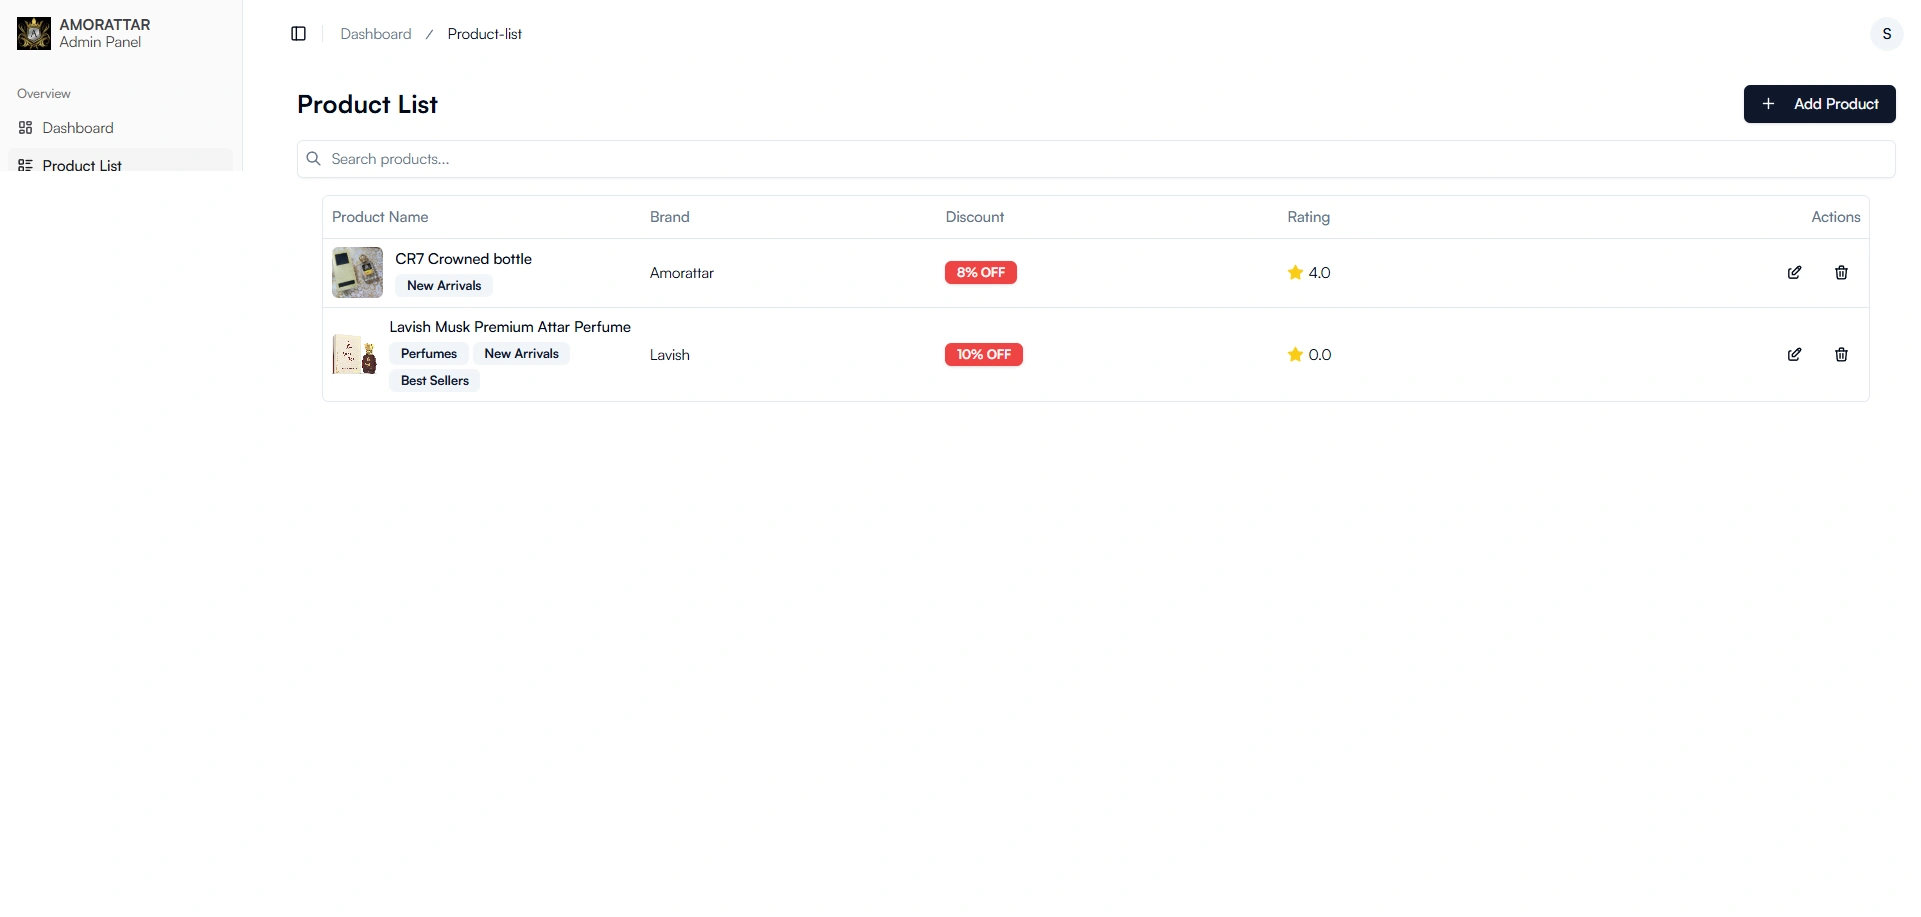 AMORATTAR
Admin Panel
Overview
Dashboard
Product List
Dashboard / Product-list
S
Product List
+ Add Product
Search products...
Product Name Brand Discount Rating Actions
CR7 Crowned bottle
New Arrivals
Amorattar 8% OFF 4.0
Lavish Musk Premium Attar Perfume
Perfumes New Arrivals
Best Sellers
Lavish 10% OFF 0.0